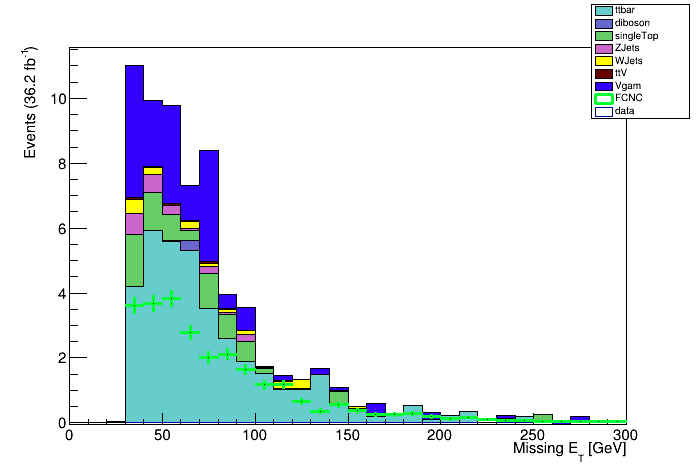 ttbar
diboson
singleTop
ZJets
WJets
ttV
Vgam
FCNC
data
Events (36.2 fb⁻¹)
10
8
6
4
2
0
0 50 100 150 200 250 300
Missing E_T [GeV]